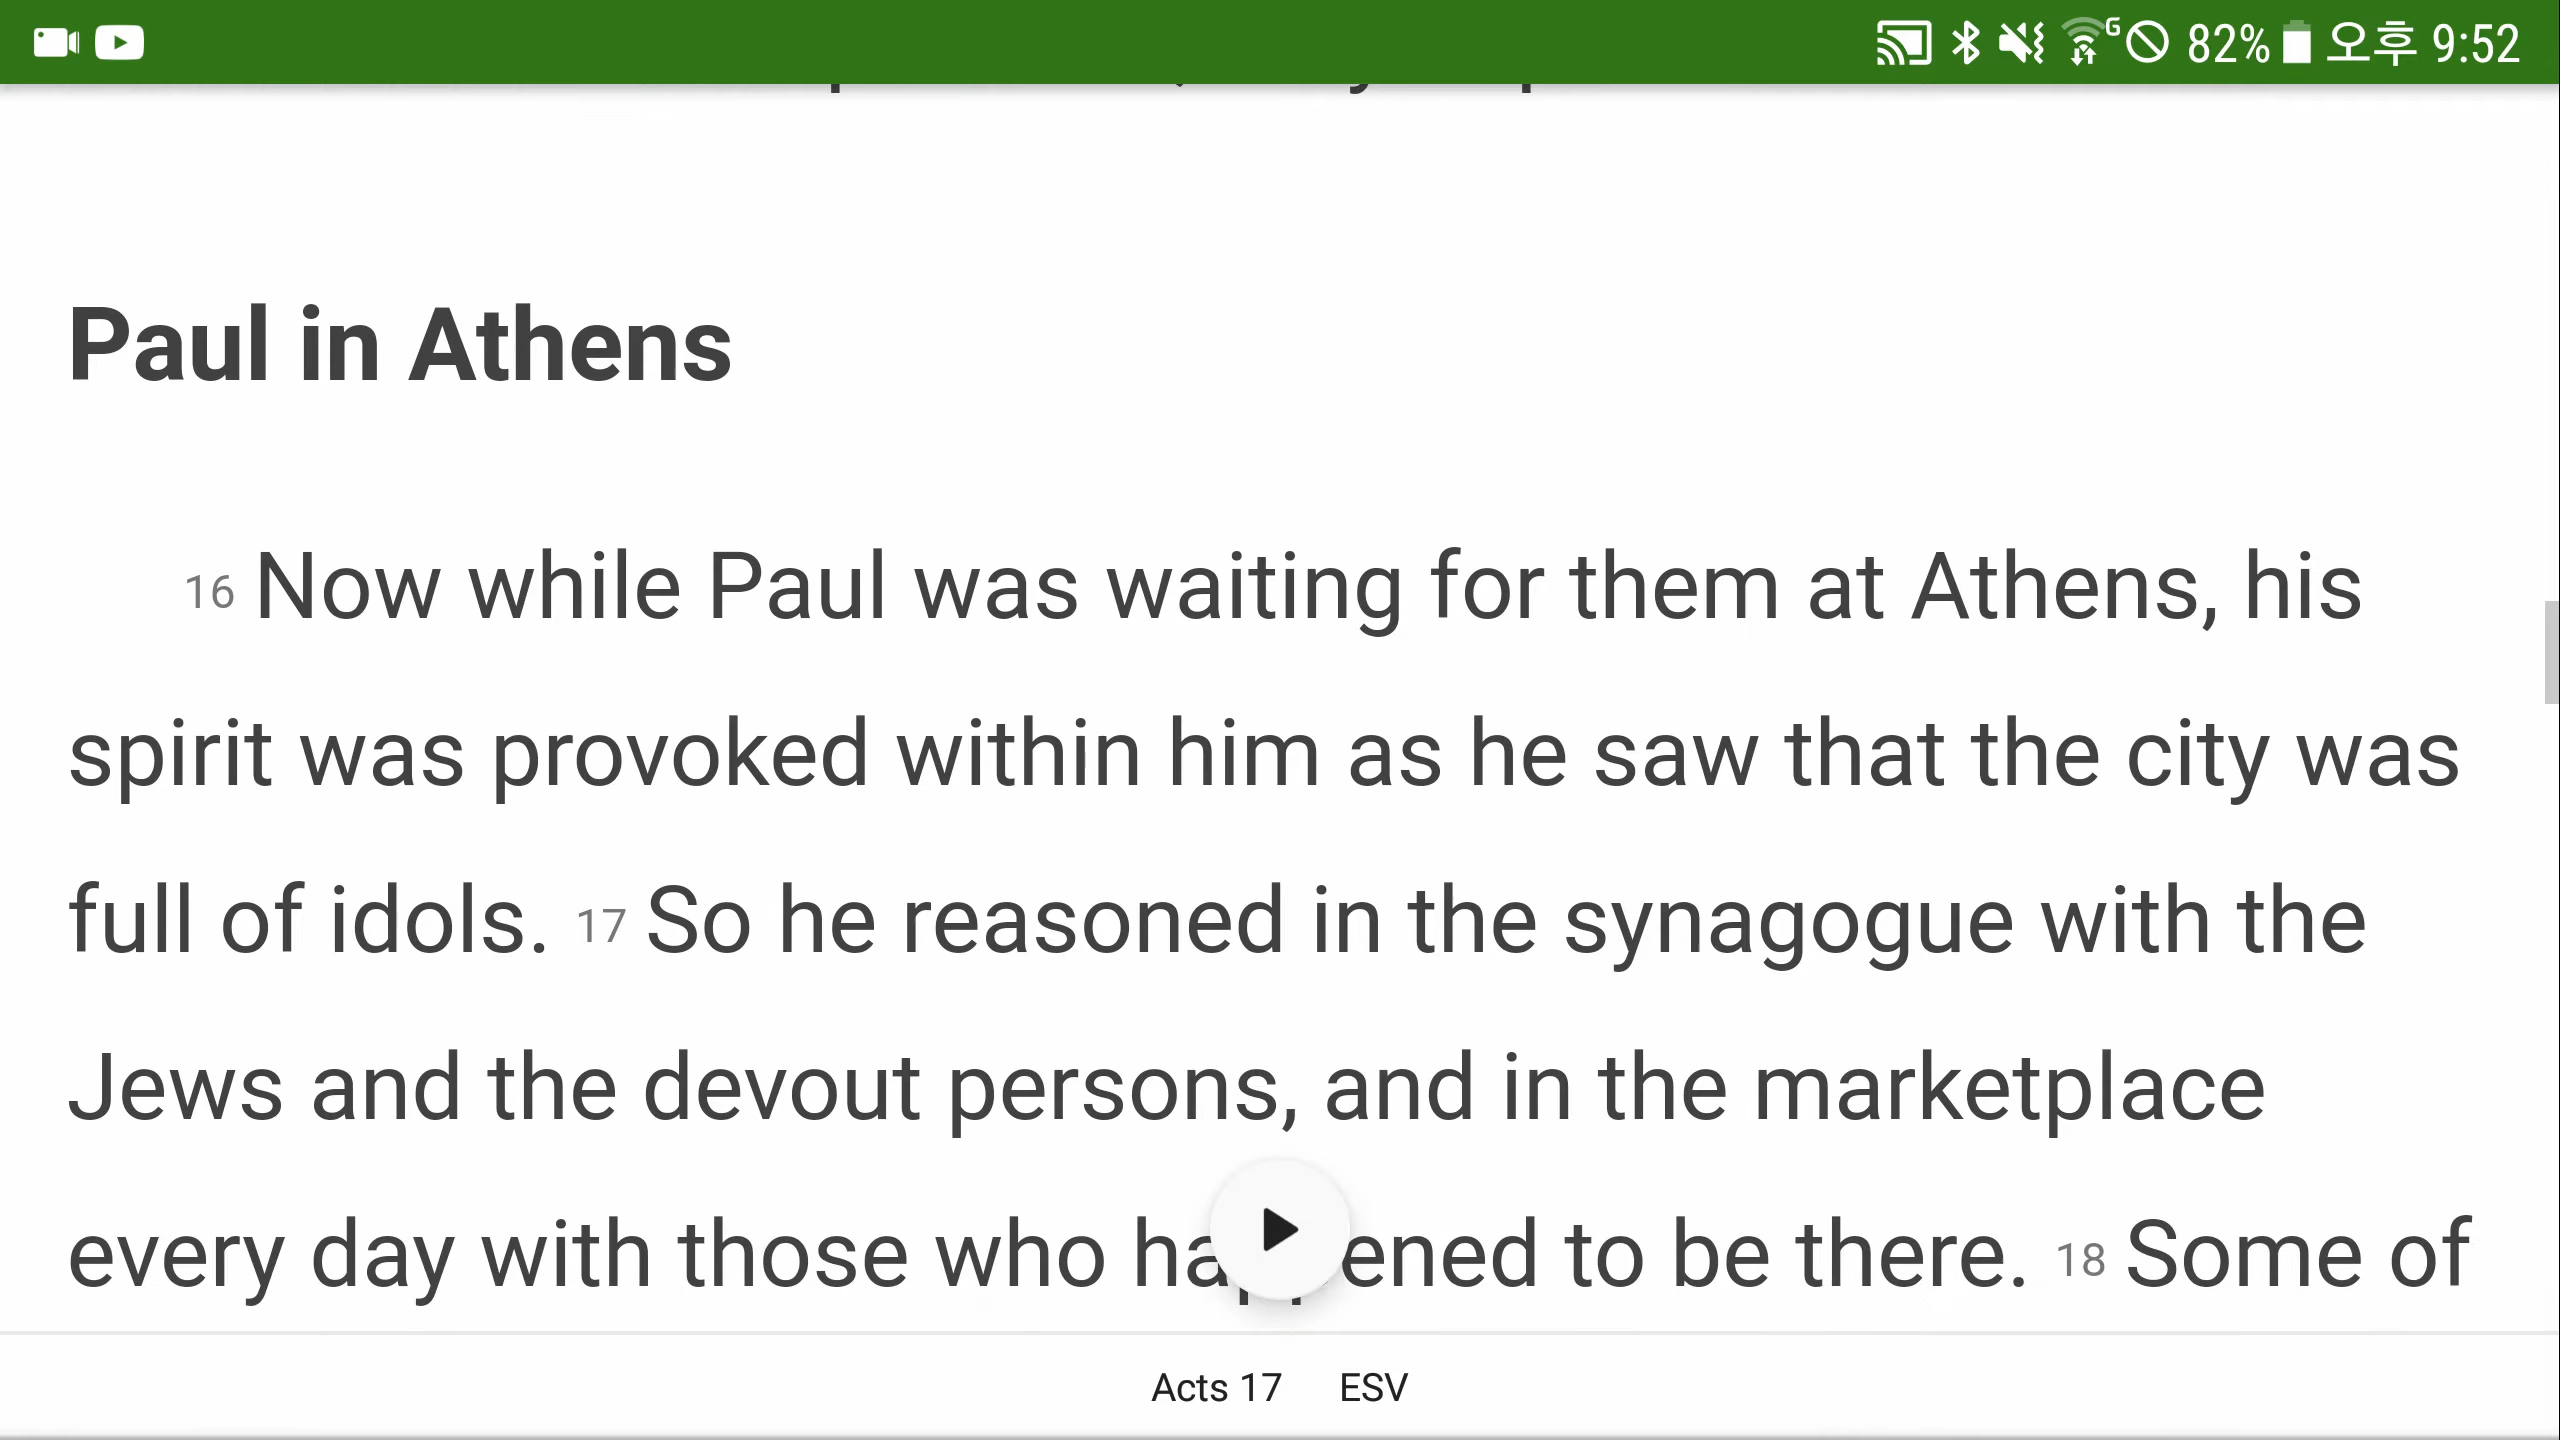 G 82% 오후 9:52
Paul in Athens
16 Now while Paul was waiting for them at Athens, his
spirit was provoked within him as he saw that the city was
full of idols. 17 So he reasoned in the synagogue with the
Jews and the devout persons, and in the marketplace
every day with those who to be there. 18 Some of
Acts 17 ESV